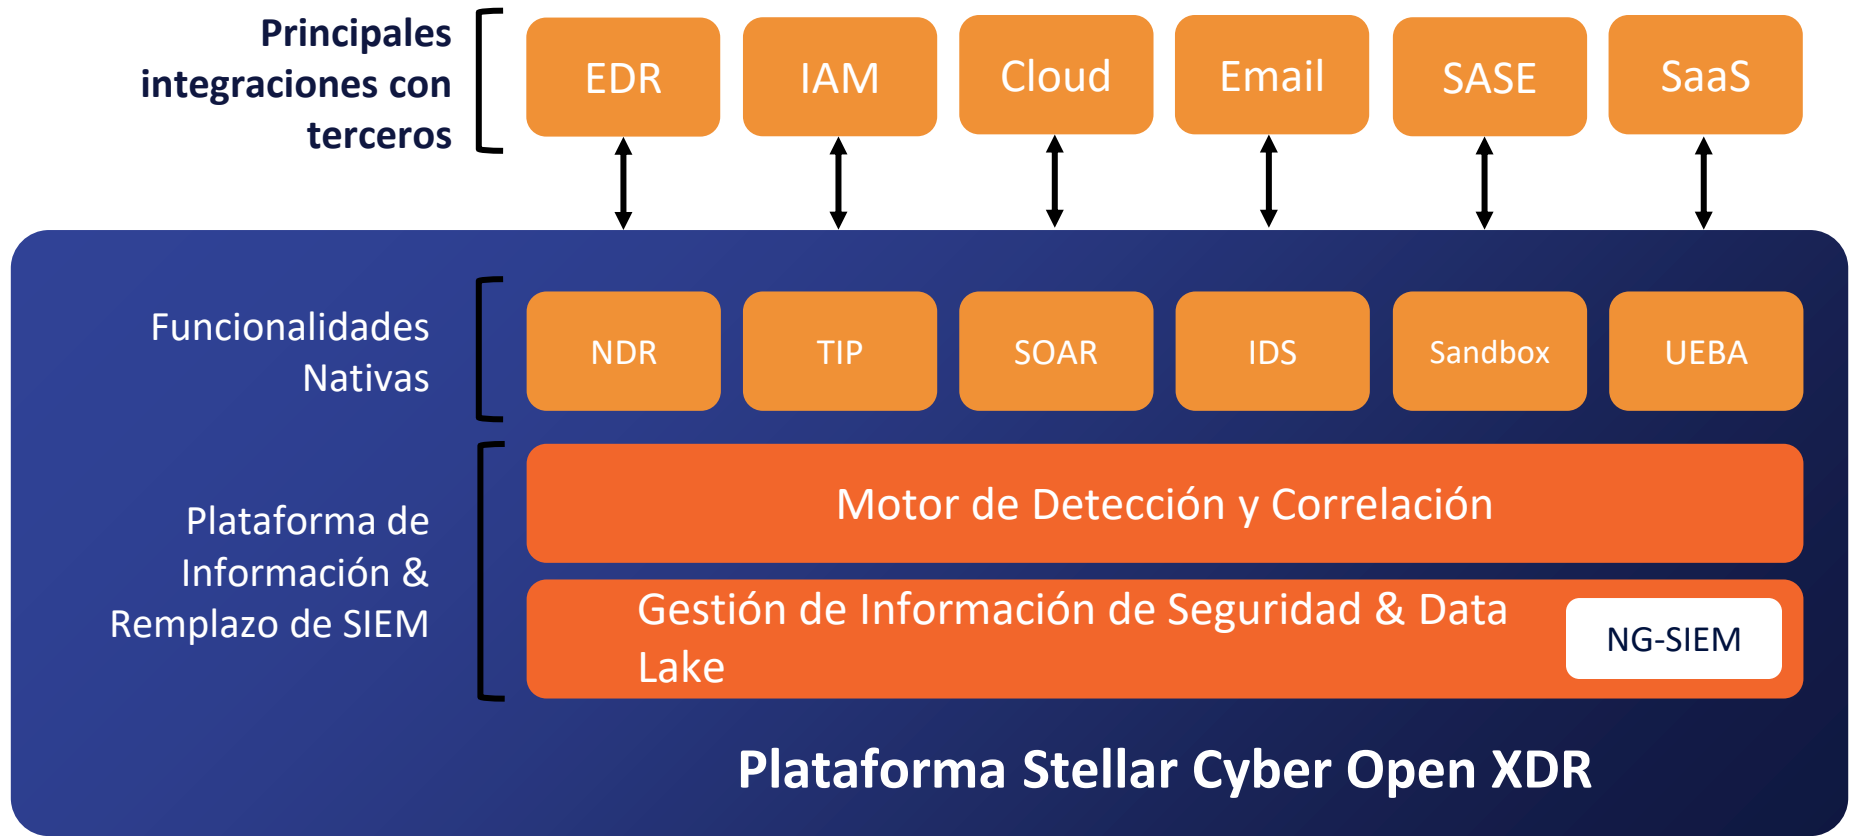 Principales
integraciones con
terceros
EDR
IAM
Cloud
Email
SASE
SaaS
Funcionalidades
Nativas
NDR
TIP
SOAR
IDS
Sandbox
UEBA
Plataforma de
Información &
Remplazo de SIEM
Motor de Detección y Correlación
Gestión de Información de Seguridad & Data
Lake
NG-SIEM
Plataforma Stellar Cyber Open XDR